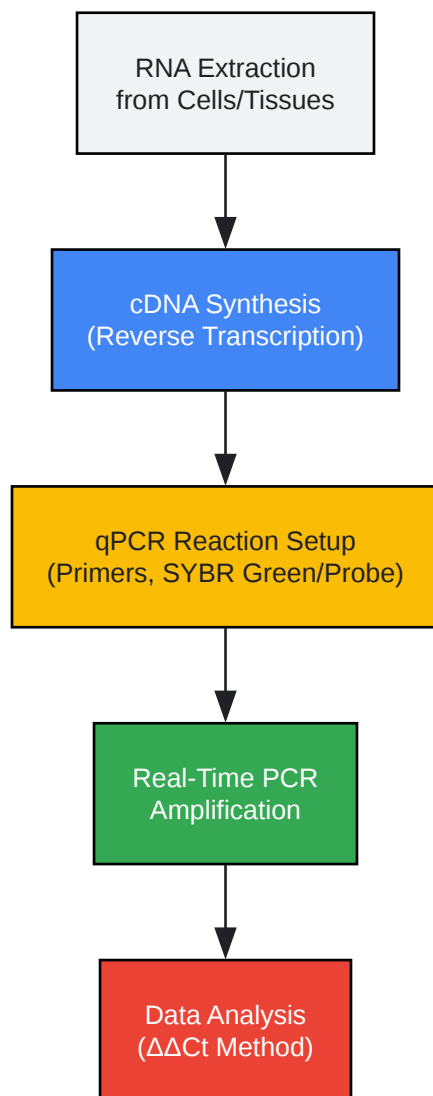 RNA Extraction
from Cells/Tissues
cDNA Synthesis
(Reverse Transcription)
qPCR Reaction Setup
(Primers, SYBR Green/Probe)
Real-Time PCR
Amplification
Data Analysis
(ΔΔCt Method)